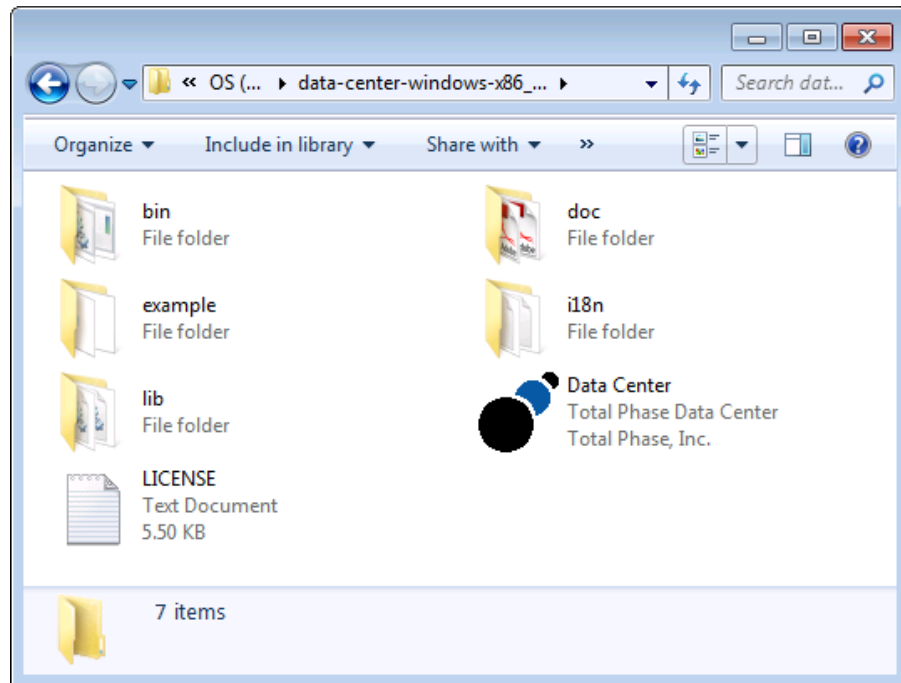 « OS (... ▸ data-center-windows-x86_... ▸
Search dat...
Organize Include in library Share with »
bin
File folder
doc
File folder
example
File folder
i18n
File folder
lib
File folder
Data Center
Total Phase Data Center
Total Phase, Inc.
LICENSE
Text Document
5.50 KB
7 items